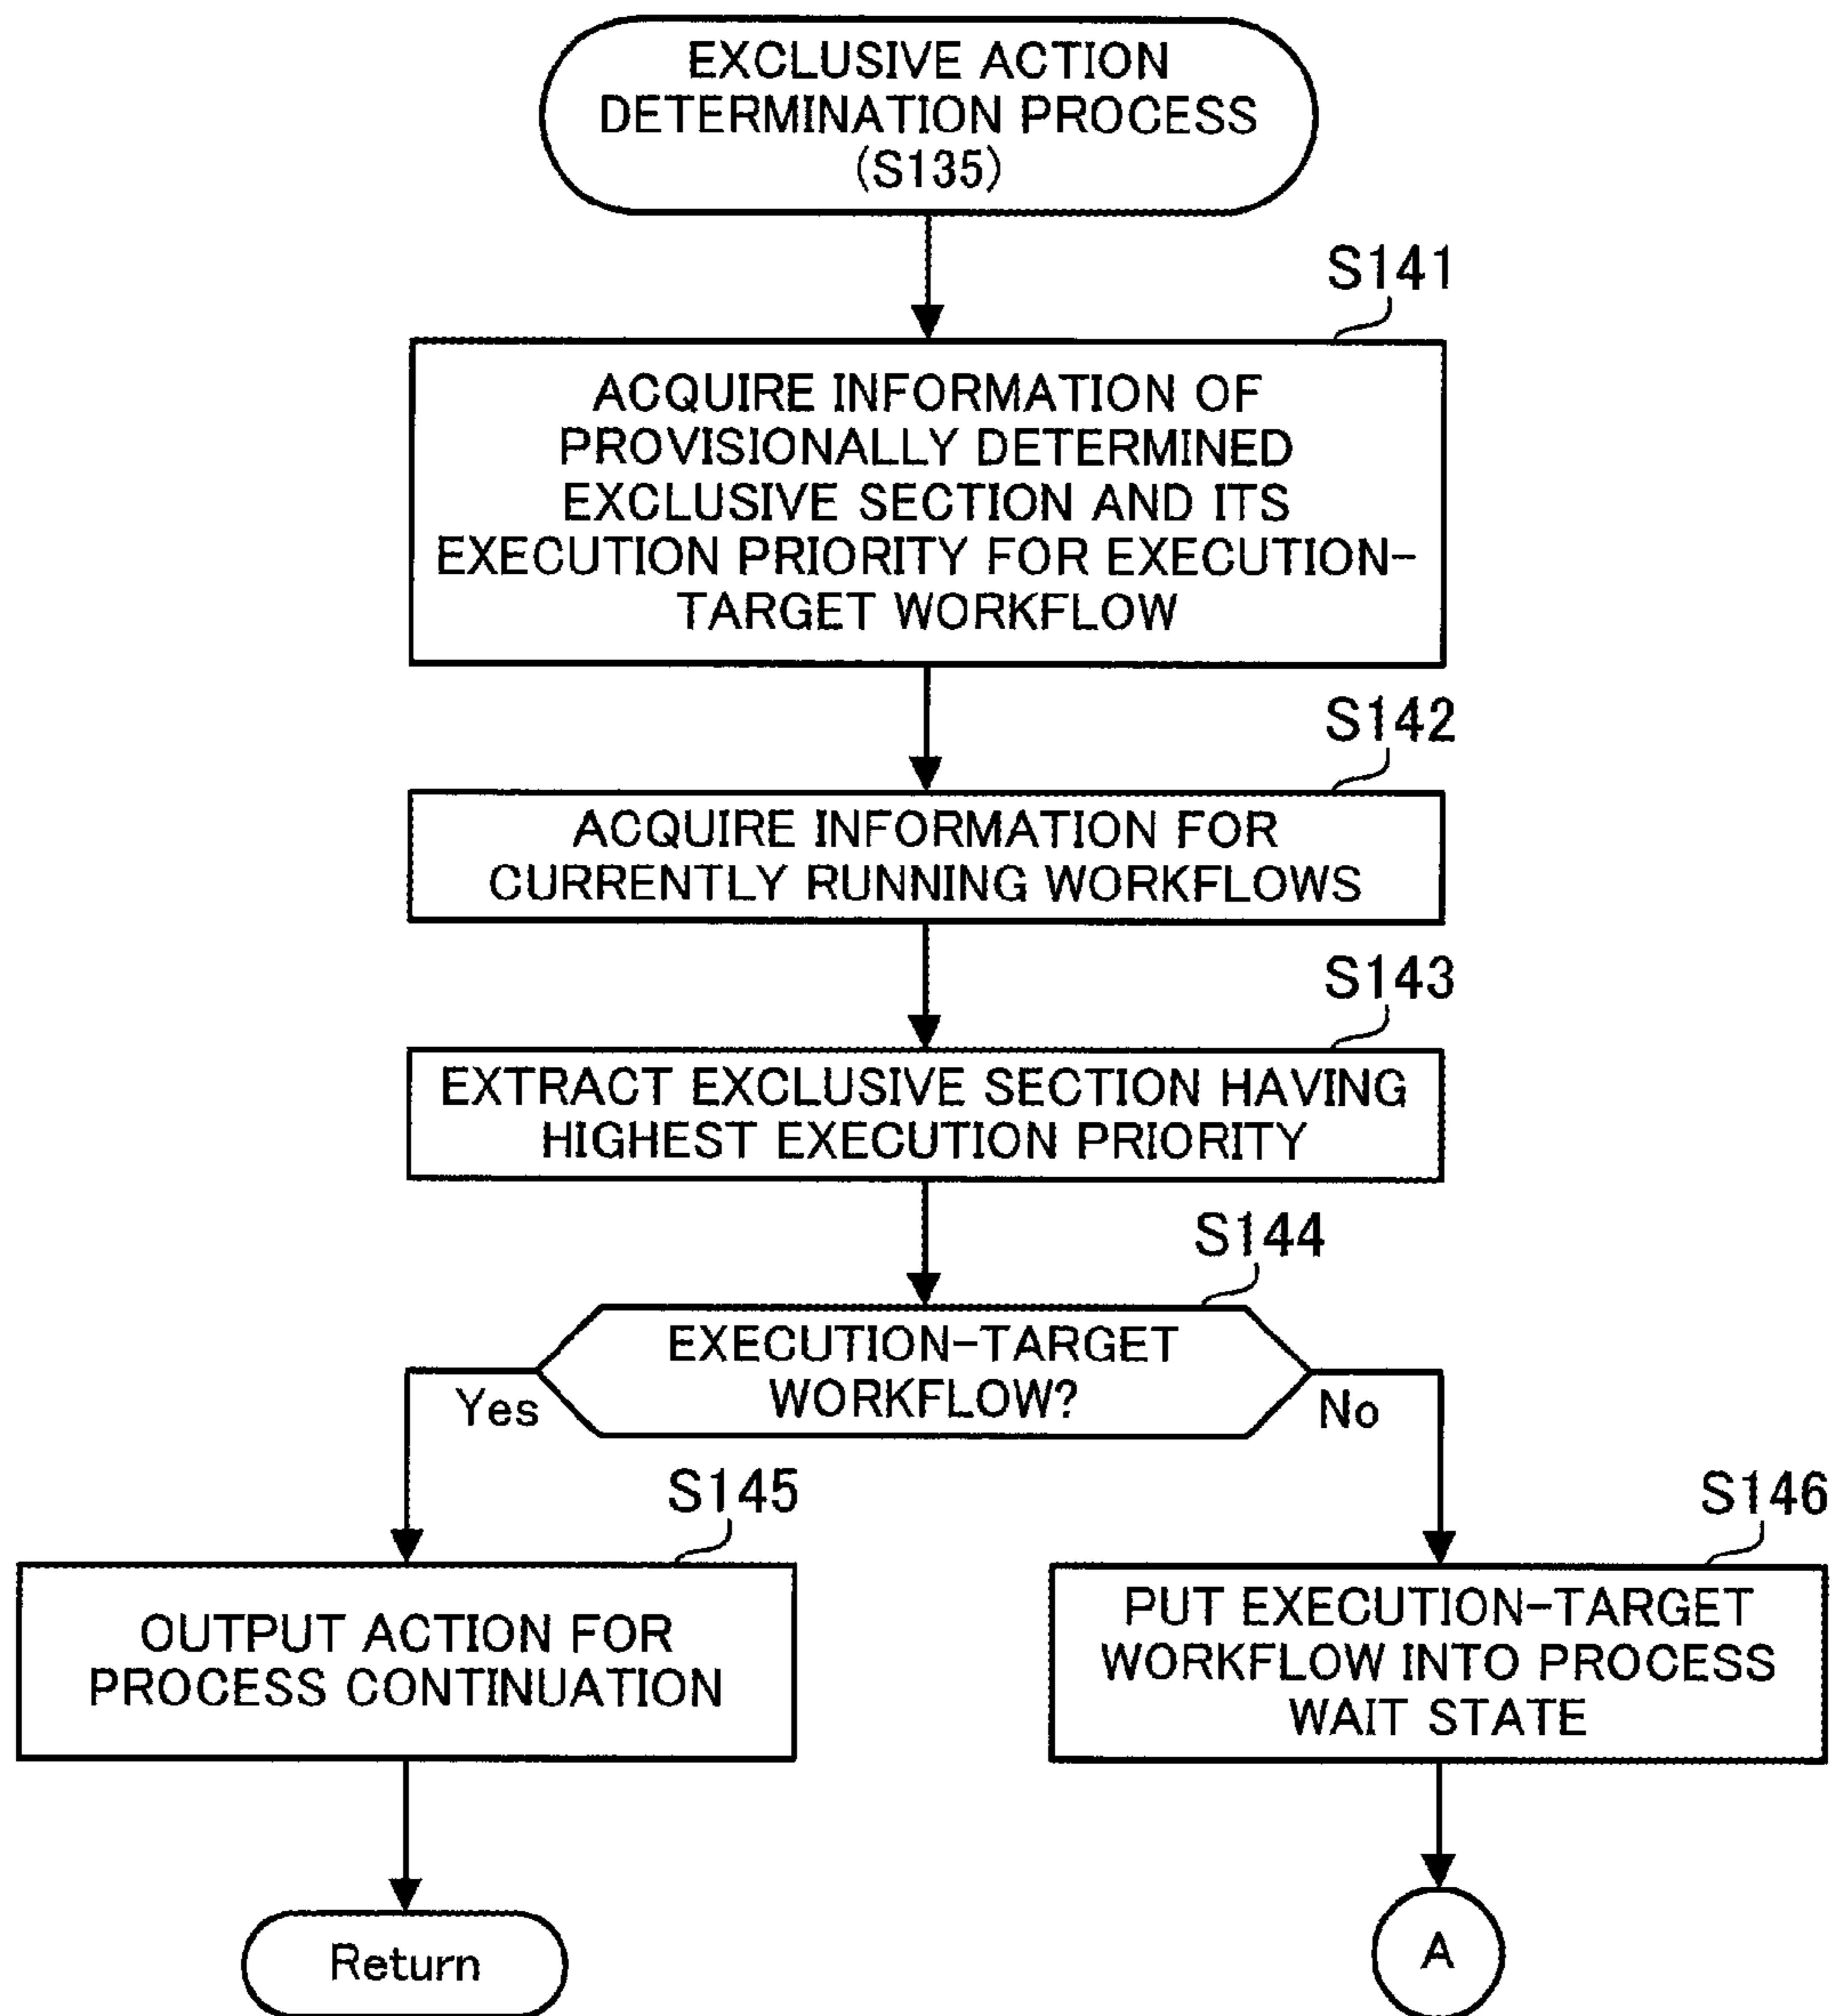 EXCLUSIVE ACTION
DETERMINATION PROCESS
(S135)
S141
ACQUIRE INFORMATION OF
PROVISIONALLY DETERMINED
EXCLUSIVE SECTION AND ITS
EXECUTION PRIORITY FOR EXECUTION-
TARGET WORKFLOW
S142
ACQUIRE INFORMATION FOR
CURRENTLY RUNNING WORKFLOWS
S143
EXTRACT EXCLUSIVE SECTION HAVING
HIGHEST EXECUTION PRIORITY
S144
EXECUTION-TARGET
WORKFLOW?
Yes
No
S145
OUTPUT ACTION FOR
PROCESS CONTINUATION
S146
PUT EXECUTION-TARGET
WORKFLOW INTO PROCESS
WAIT STATE
Return
A